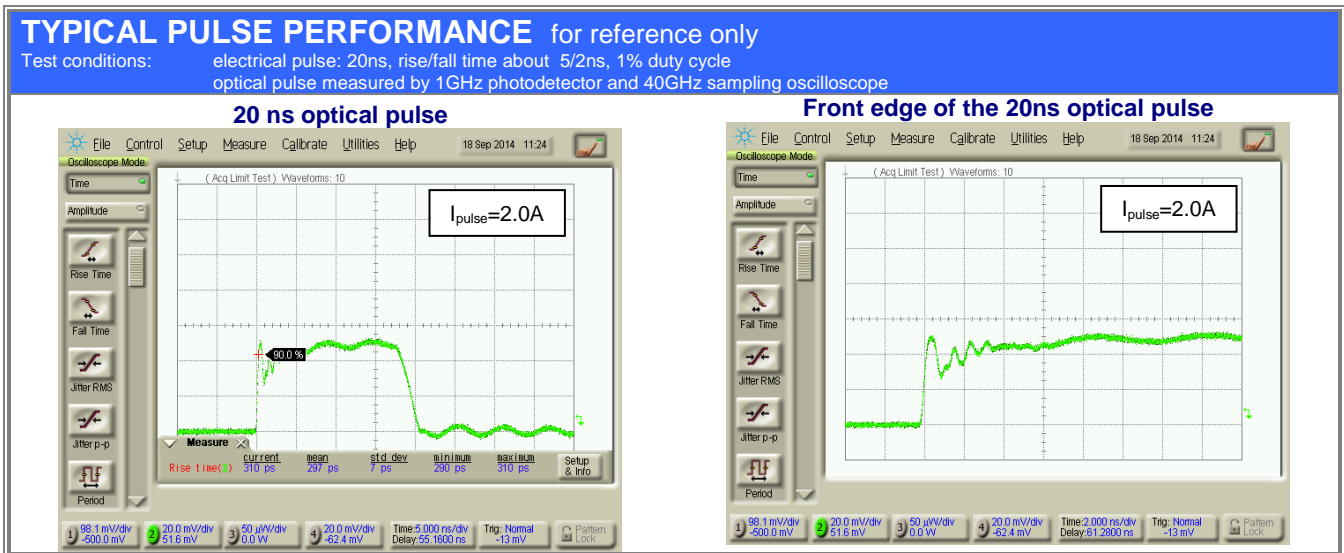 TYPICAL PULSE PERFORMANCE for reference only
Test conditions: electrical pulse: 20ns, rise/fall time about 5/2ns, 1% duty cycle
optical pulse measured by 1GHz photodetector and 40GHz sampling oscilloscope
20 ns optical pulse
File Control Setup Measure Calibrate Utilities Help 18 Sep 2014 11:24
Oscilloscope Mode
Time
(Acq Limit Test) Waveforms: 10
Amplitude
Ipulse=2.0A
Rise Time
Fall Time
90.0 %
Jitter RMS
Jitter p-p
Measure
current mean std dev minimum maximum
Rise time(2) 310 ps 297 ps 7 ps 290 ps 310 ps
Setup
& Info
Period
1) 98.1 mV/div 2) 20.0 mV/div 3) 50 µW/div 4) 20.0 mV/div Time:5.000 ns/div Trig: Normal Pattern
-500.0 mV 51.6 mV 0.0 W -62.4 mV Delay:55.1600 ns -13 mV Lock
Front edge of the 20ns optical pulse
File Control Setup Measure Calibrate Utilities Help 18 Sep 2014 11:24
Oscilloscope Mode
Time
(Acq Limit Test) Waveforms: 10
Amplitude
Ipulse=2.0A
Rise Time
Fall Time
Jitter RMS
Jitter p-p
Period
1) 98.1 mV/div 2) 20.0 mV/div 3) 50 µW/div 4) 20.0 mV/div Time:2.000 ns/div Trig: Normal Pattern
-500.0 mV 51.6 mV 0.0 W -62.4 mV Delay:61.2800 ns -13 mV Lock